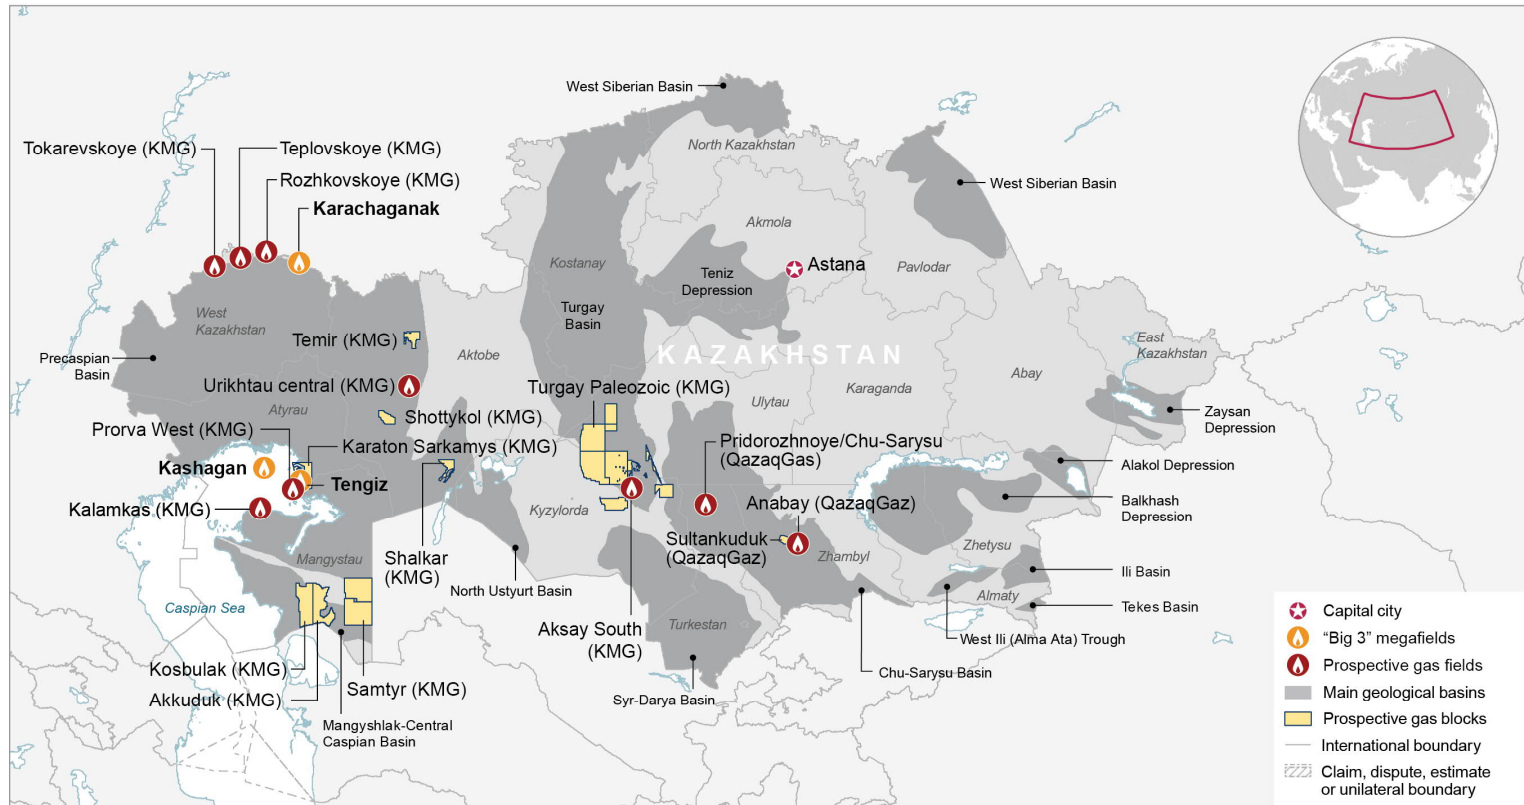 West Siberian Basin
Tokarevskoye (KMG)
Teplovskoye (KMG)
North Kazakhstan
Rozhkovskoye (KMG)
West Siberian Basin
Karachaganak
Akmola
Kostanay
Astana
Pavlodar
Teniz
Depression
West
Kazakhstan
Turgay
Basin
Temir (KMG)
East
Kazakhstan
Precaspian
Basin
Aktobe
KAZAKHSTAN
Abay
Urikhtau central (KMG)
Turgay Paleozoic (KMG)
Karaganda
Ulytau
Atyrau
Shottykol (KMG)
Zaysan
Depression
Prorva West (KMG)
Karaton Sarkamys (KMG)
Pridorozhnoye/Chu-Sarysu
(QazaqGas)
Kashagan
Alakol Depression
Tengiz
Anabay (QazaqGaz)
Balkhash
Depression
Kalamkas (KMG)
Kyzylorda
Sultankuduk
(QazaqGaz)
Zhambyl
Zhetysu
Mangystau
Shalkar
(KMG)
Ili Basin
North Ustyurt Basin
Almaty
Tekes Basin
Caspian Sea
Capital city
Aksay South
(KMG)
Turkestan
West Ili (Alma Ata) Trough
"Big 3" megafields
Kosbulak (KMG)
Chu-Sarysu Basin
Prospective gas fields
Samtyr (KMG)
Akkuduk (KMG)
Syr-Darya Basin
Main geological basins
Mangyshlak-Central
Caspian Basin
Prospective gas blocks
International boundary
Claim, dispute, estimate
or unilateral boundary